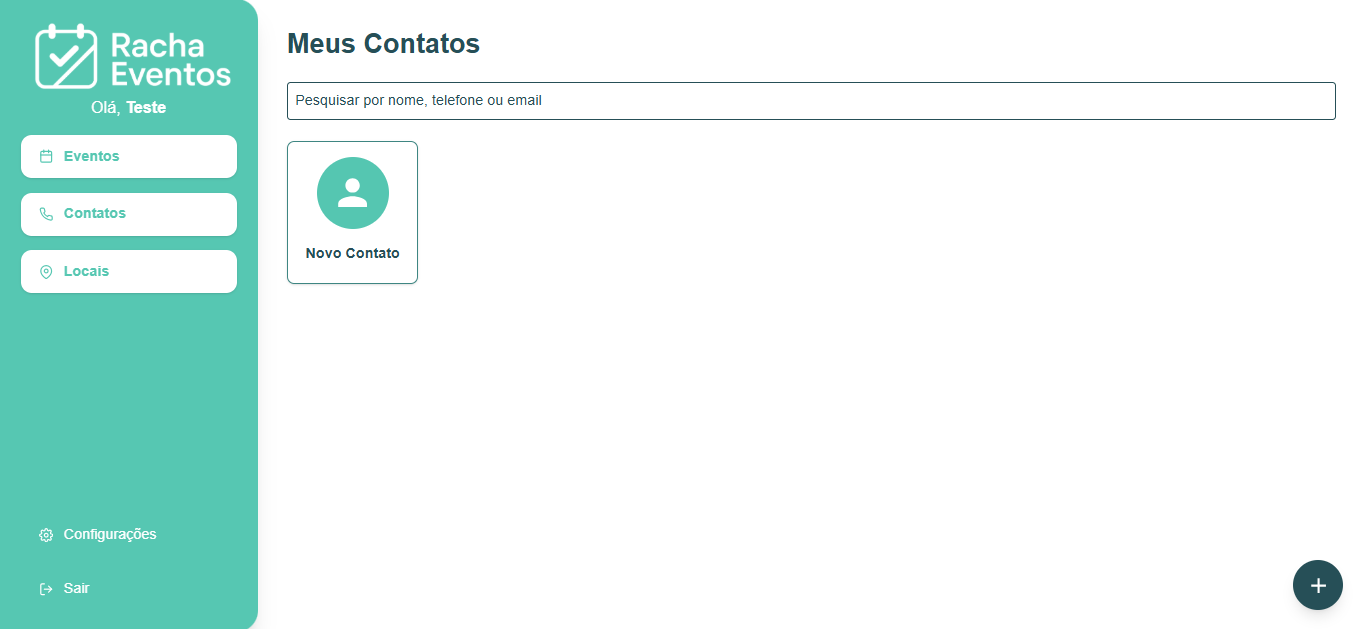 Racha
Eventos
Olá, Teste
Eventos
Contatos
Locais
Configurações
Sair
Meus Contatos
Pesquisar por nome, telefone ou email
Novo Contato